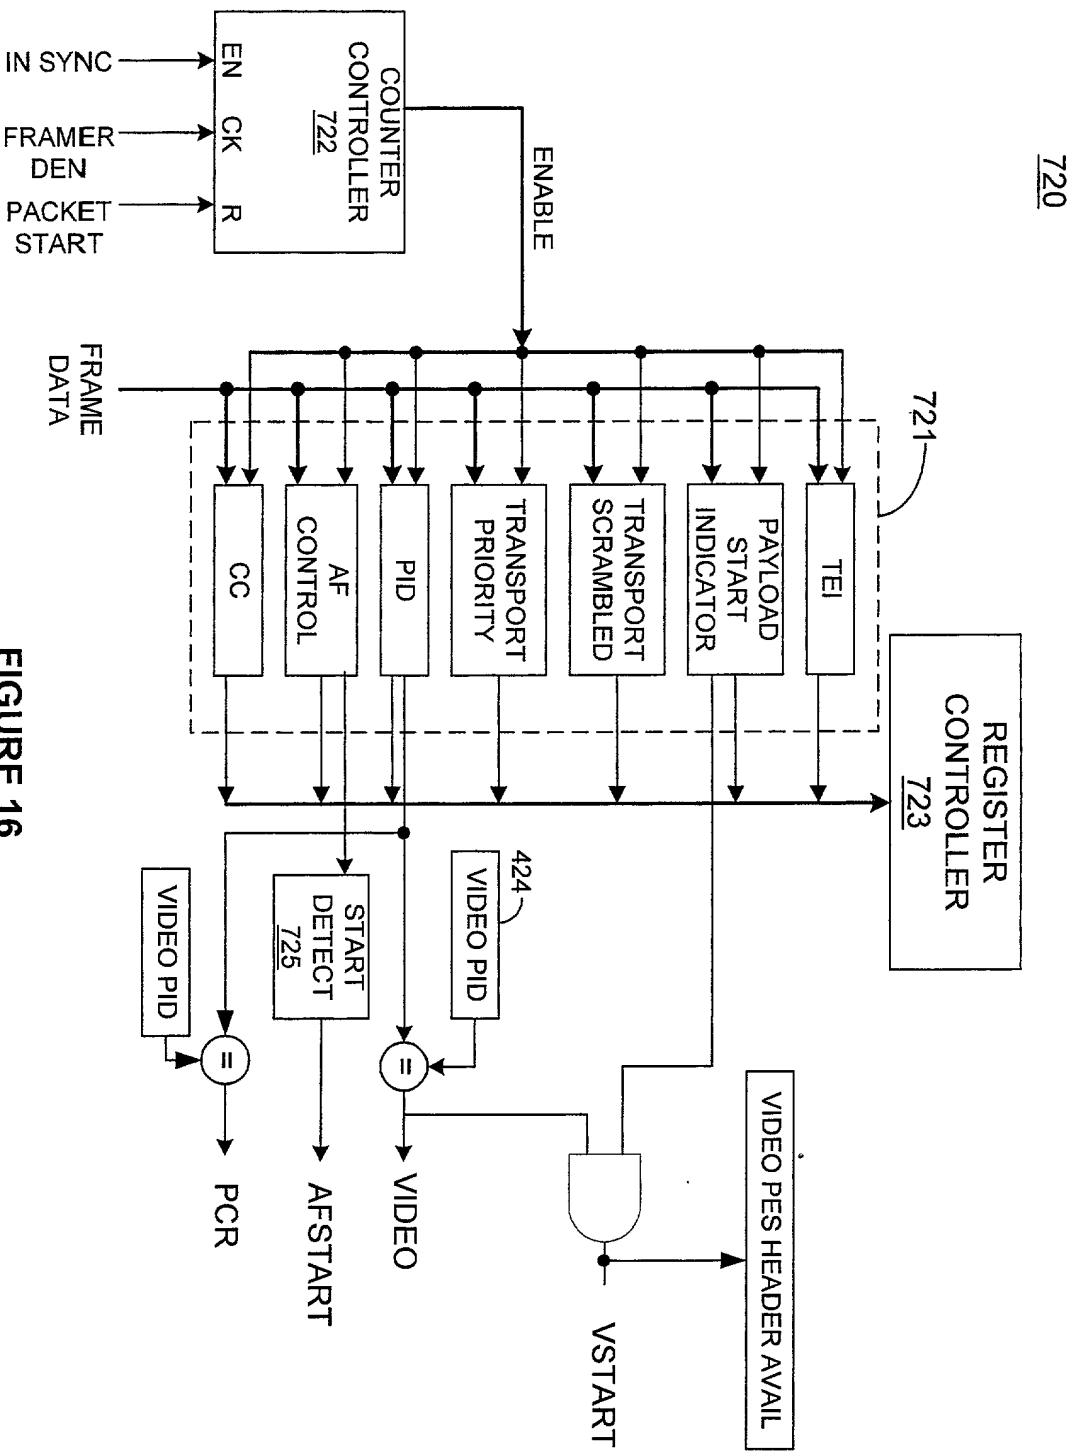 720
IN SYNC
FRAMER
DEN
PACKET
START
EN
CK
R
COUNTER
CONTROLLER
722
ENABLE
FRAME
DATA
721
TEI
PAYLOAD
START
INDICATOR
TRANSPORT
SCRAMBLED
TRANSPORT
PRIORITY
PID
AF
CONTROL
CC
REGISTER
CONTROLLER
723
424
VIDEO PID
START
DETECT
725
VIDEO PID
=
=
VIDEO PES HEADER AVAIL
VSTART
VIDEO
AFSTART
PCR
FIGURE 16